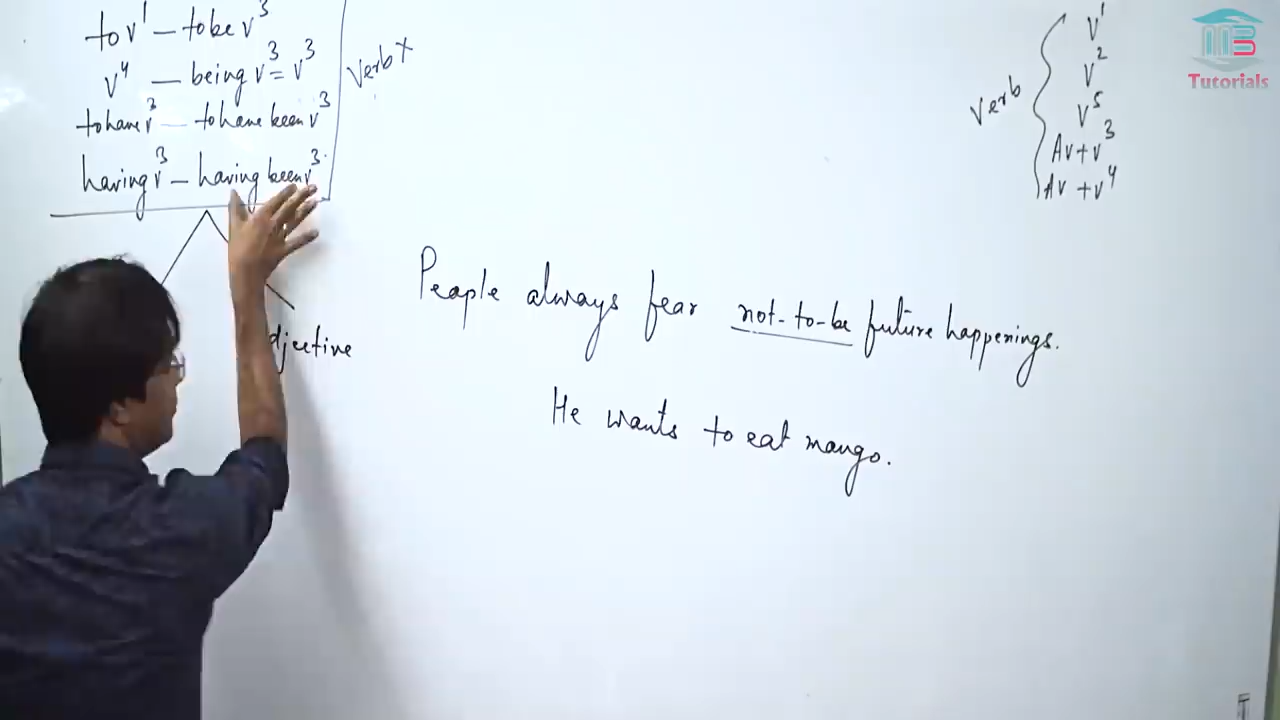 to v¹ – to be v³
v⁴ – being v³ = v³
to have v³ – to have been v³
having v³ – having been v³
verb ×
verb
v¹
v²
v⁵
Av + v³
Av + v⁴
MB
Tutorials
djective
Peaple always fear not-to-be future happenings.
He wants to eat mango.